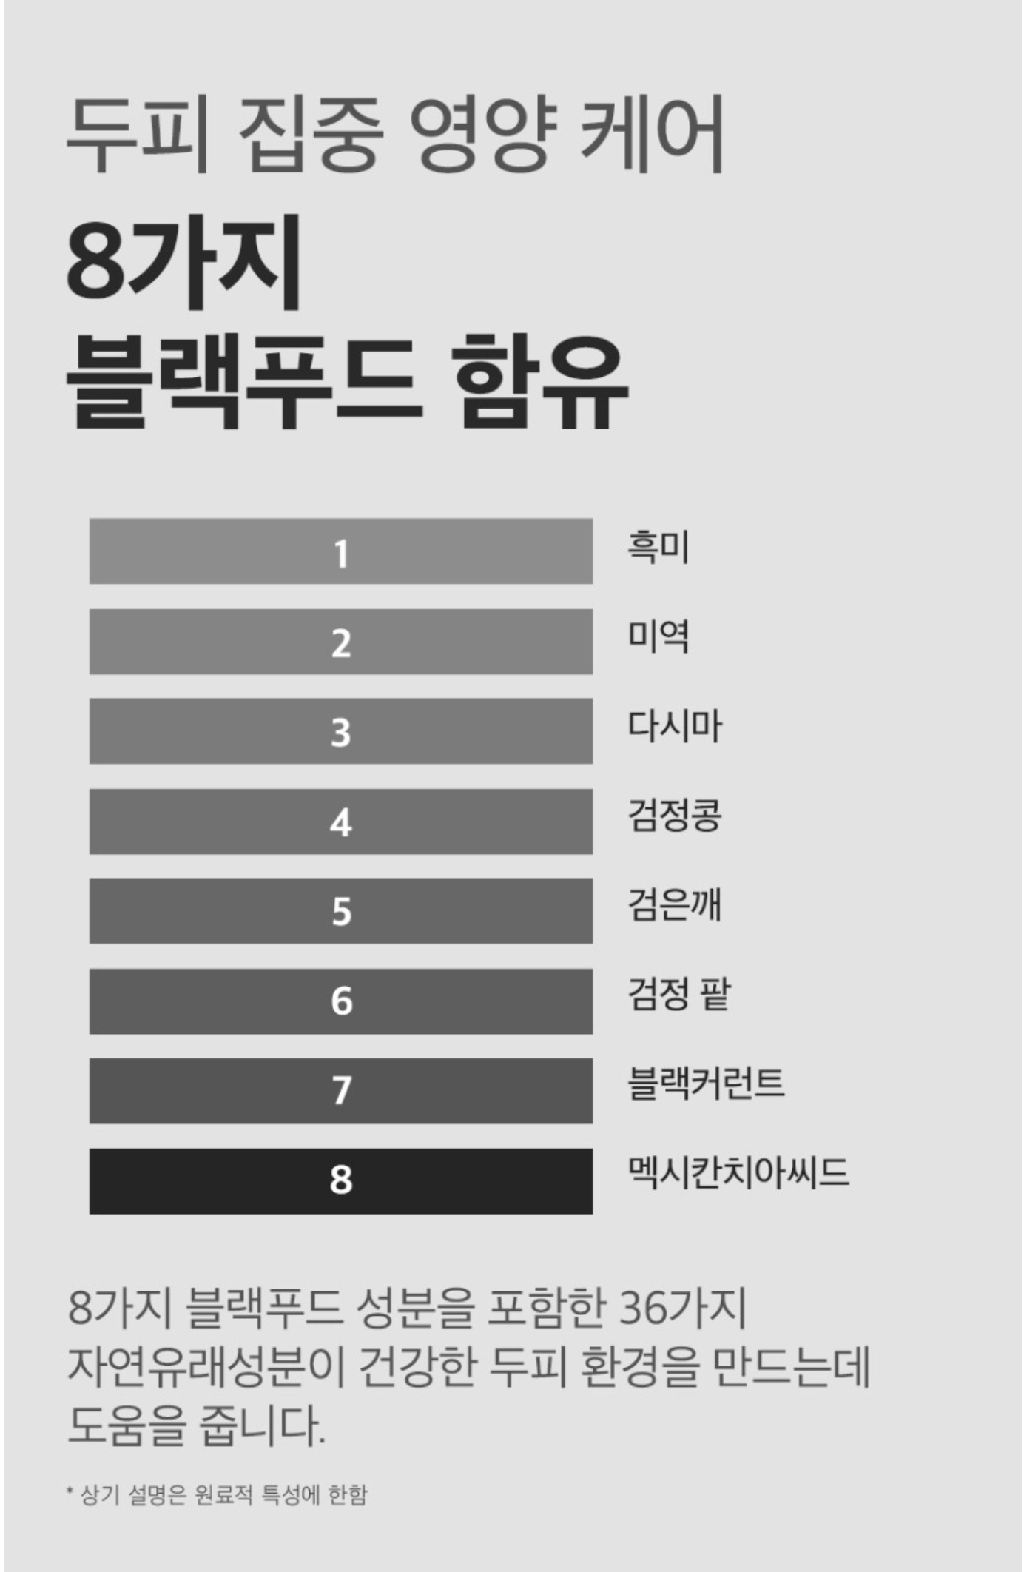 두피 집중 영양 케어
8가지
블랙푸드 함유
1 흑미
2 미역
3 다시마
4 검정콩
5 검은깨
6 검정 팥
7 블랙커런트
8 멕시칸치아씨드
8가지 블랙푸드 성분을 포함한 36가지
자연유래성분이 건강한 두피 환경을 만드는데
도움을 줍니다.
* 상기 설명은 원료적 특성에 한함